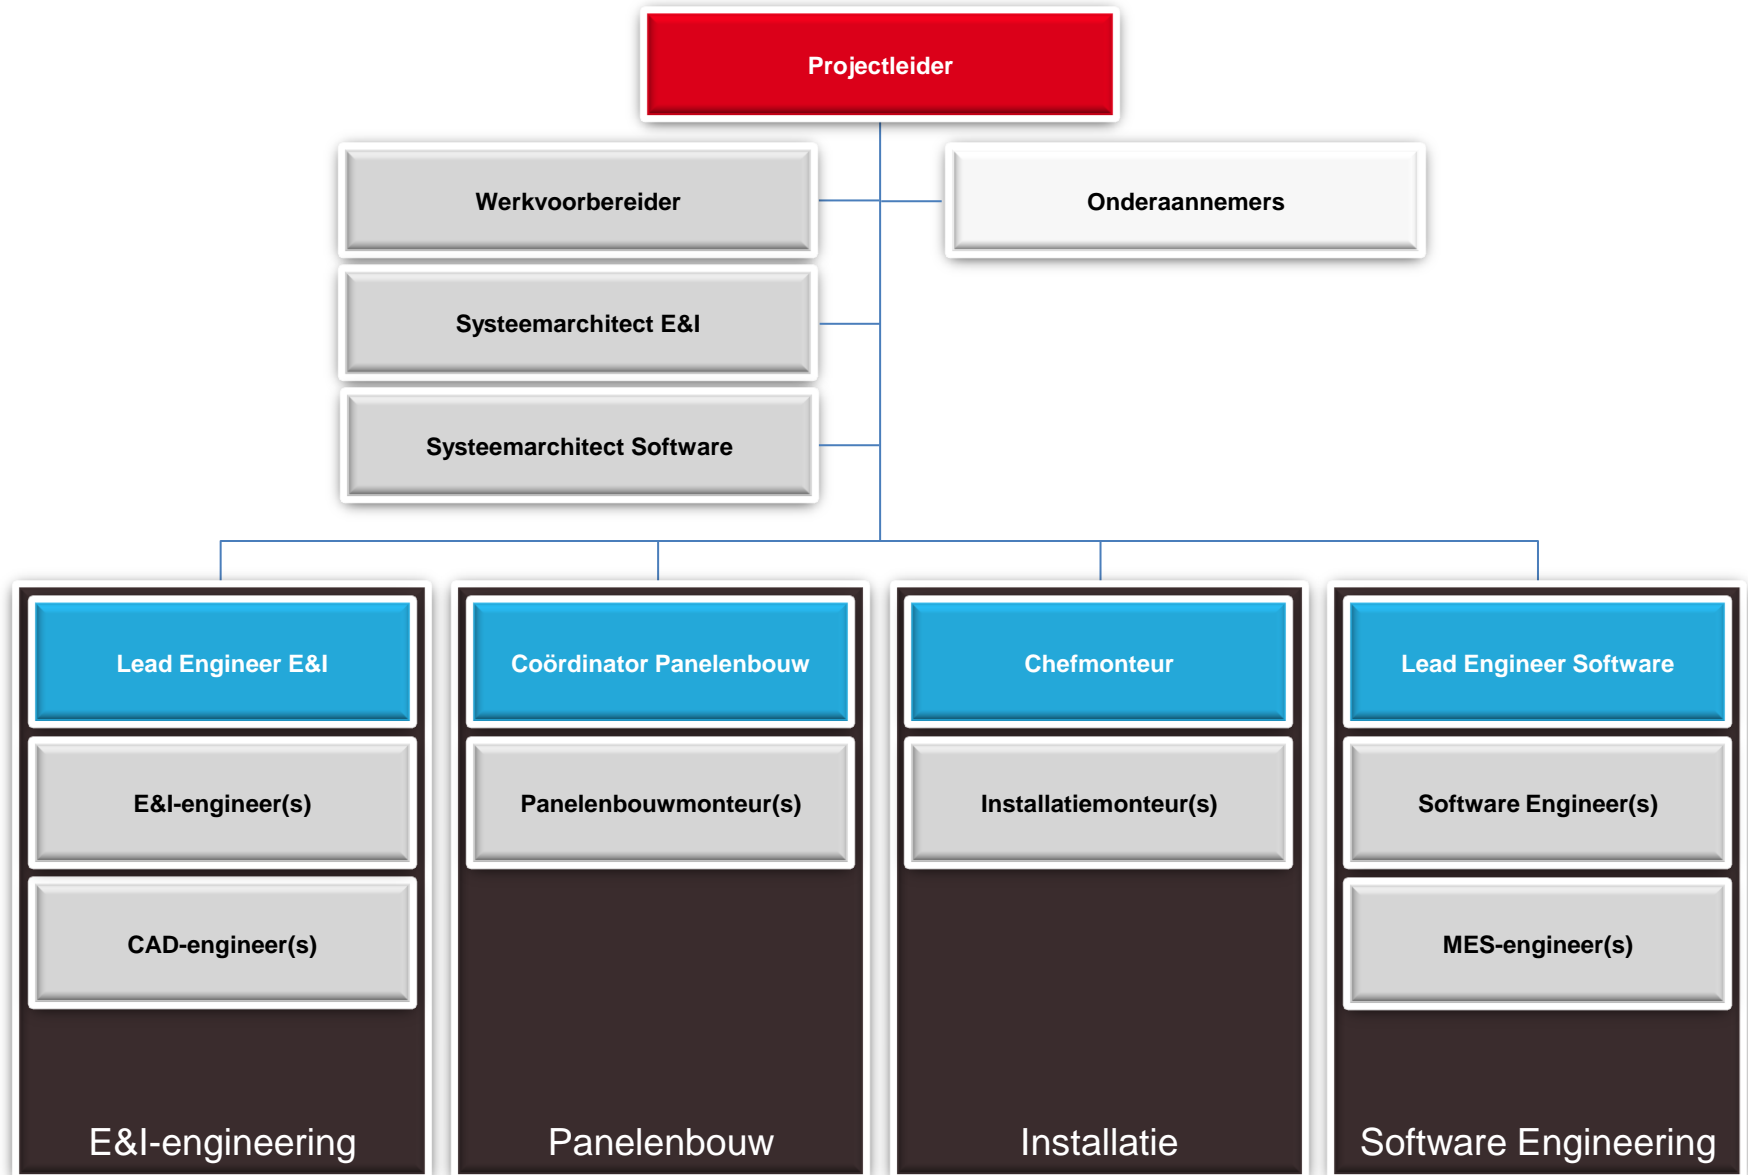 Projectleider
Werkvoorbereider
Onderaannemers
Systeemarchitect E&I
Systeemarchitect Software
Lead Engineer E&I
E&I-engineer(s)
CAD-engineer(s)
E&I-engineering
Coördinator Panelenbouw
Panelenbouwmonteur(s)
Panelenbouw
Chefmonteur
Installatiemonteur(s)
Installatie
Lead Engineer Software
Software Engineer(s)
MES-engineer(s)
Software Engineering